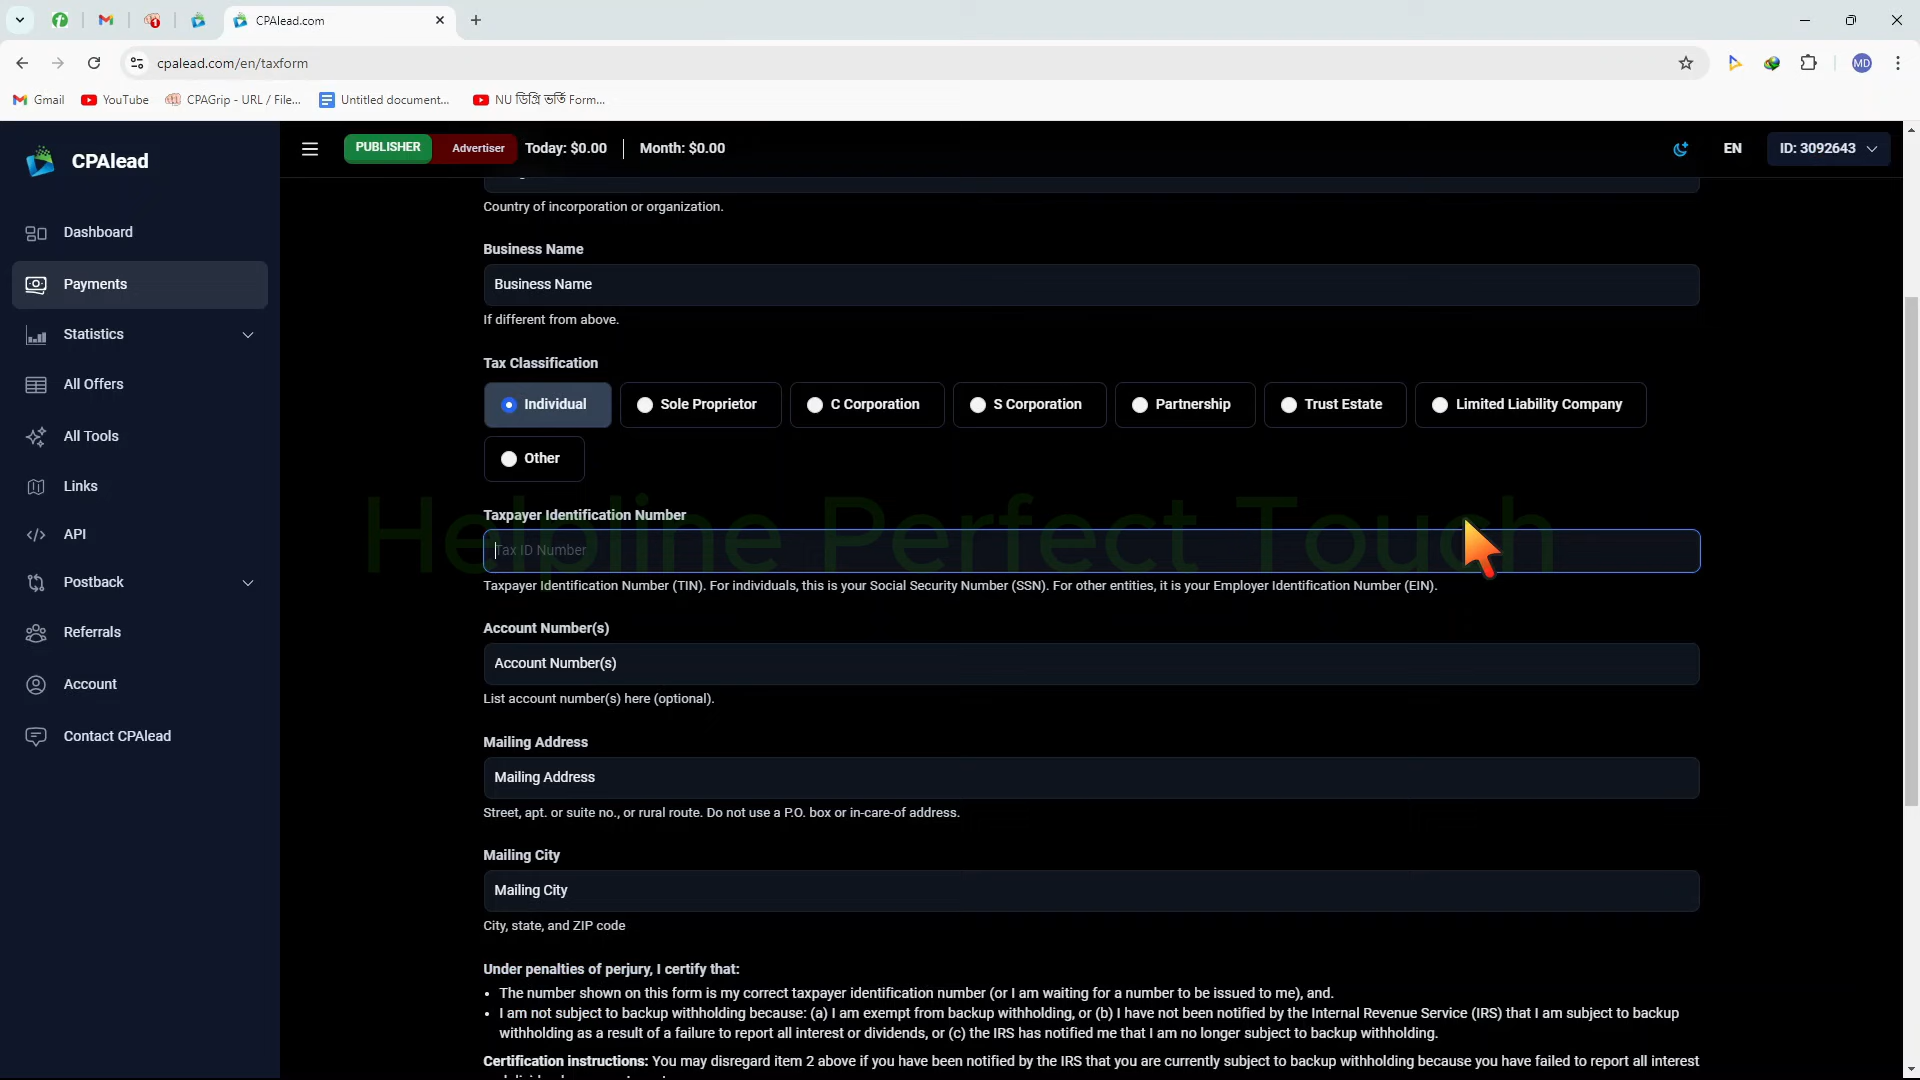 CPAlead.com
cpalead.com/en/taxform
MD
Gmail
YouTube
CPAGrip - URL / File...
Untitled document...
NU ডিগ্রি ভর্তি Form...
CPAlead
PUBLISHER
Advertiser
Today: $0.00
Month: $0.00
EN
ID: 3092643
Dashboard
Payments
Statistics
All Offers
All Tools
Links
API
Postback
Referrals
Account
Contact CPAlead
Country of incorporation or organization.
Business Name
Business Name
If different from above.
Tax Classification
Individual
Sole Proprietor
C Corporation
S Corporation
Partnership
Trust Estate
Limited Liability Company
Other
Helpline Perfect Touch
Taxpayer Identification Number
Tax ID Number
Taxpayer Identification Number (TIN). For individuals, this is your Social Security Number (SSN). For other entities, it is your Employer Identification Number (EIN).
Account Number(s)
Account Number(s)
List account number(s) here (optional).
Mailing Address
Mailing Address
Street, apt. or suite no., or rural route. Do not use a P.O. box or in-care-of address.
Mailing City
Mailing City
City, state, and ZIP code
Under penalties of perjury, I certify that:
• The number shown on this form is my correct taxpayer identification number (or I am waiting for a number to be issued to me), and.
• I am not subject to backup withholding because: (a) I am exempt from backup withholding, or (b) I have not been notified by the Internal Revenue Service (IRS) that I am subject to backup
withholding as a result of a failure to report all interest or dividends, or (c) the IRS has notified me that I am no longer subject to backup withholding.
Certification instructions: You may disregard item 2 above if you have been notified by the IRS that you are currently subject to backup withholding because you have failed to report all interest